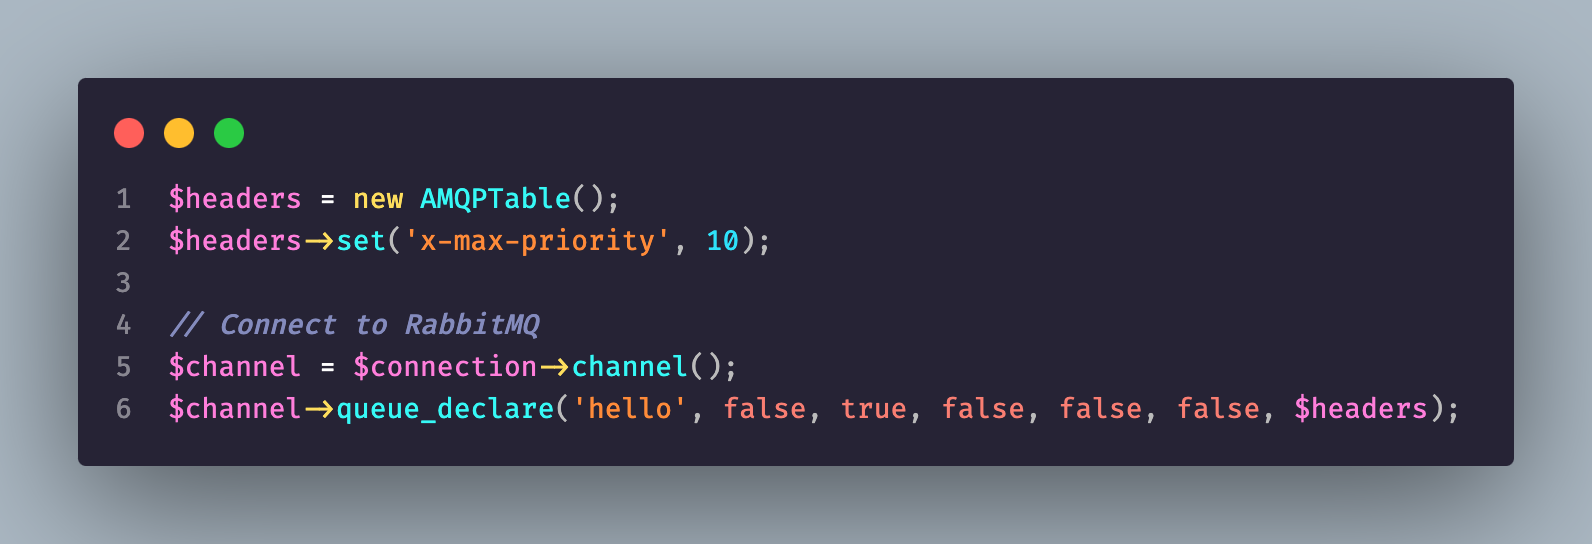 1 $headers = new AMQPTable();
2 $headers->set('x-max-priority', 10);
3
4 // Connect to RabbitMQ
5 $channel = $connection->channel();
6 $channel->queue_declare('hello', false, true, false, false, false, $headers);